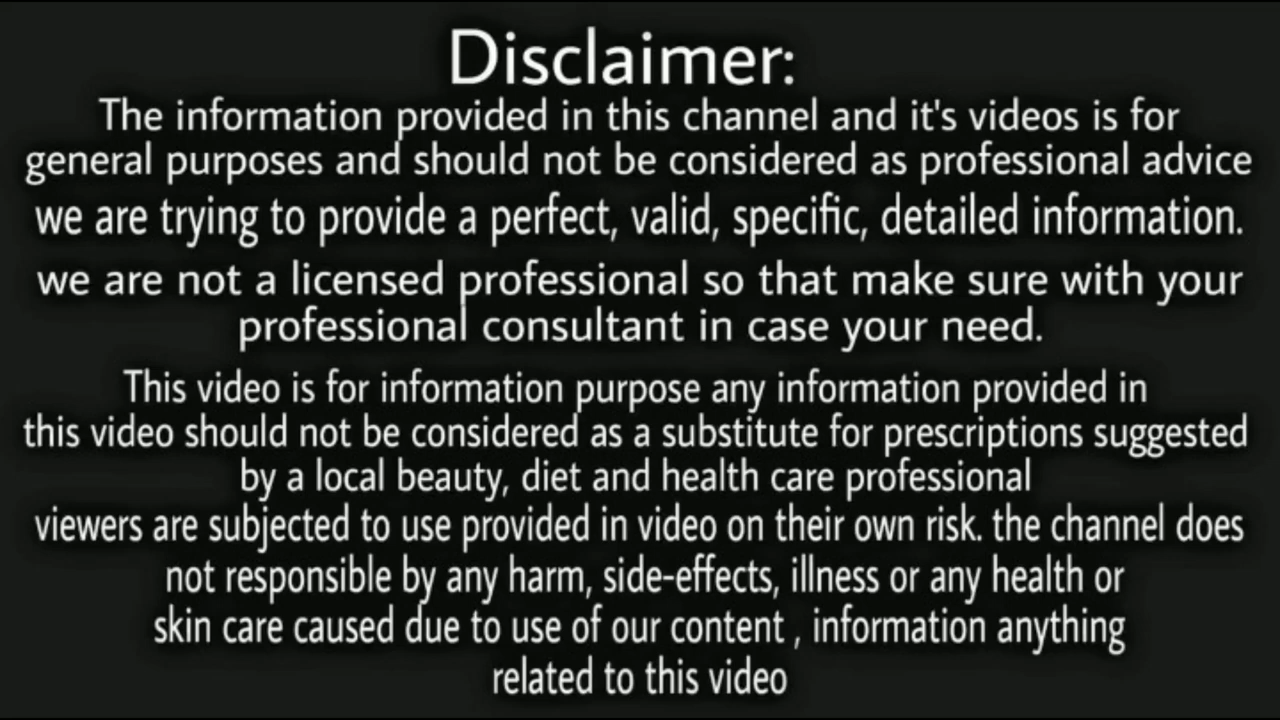 Disclaimer:
The information provided in this channel and it's videos is for
general purposes and should not be considered as professional advice
we are trying to provide a perfect, valid, specific, detailed information.
we are not a licensed professional so that make sure with your
professional consultant in case your need.
This video is for information purpose any information provided in
this video should not be considered as a substitute for prescriptions suggested
by a local beauty, diet and health care professional
viewers are subjected to use provided in video on their own risk. the channel does
not responsible by any harm, side-effects, illness or any health or
skin care caused due to use of our content , information anything
related to this video